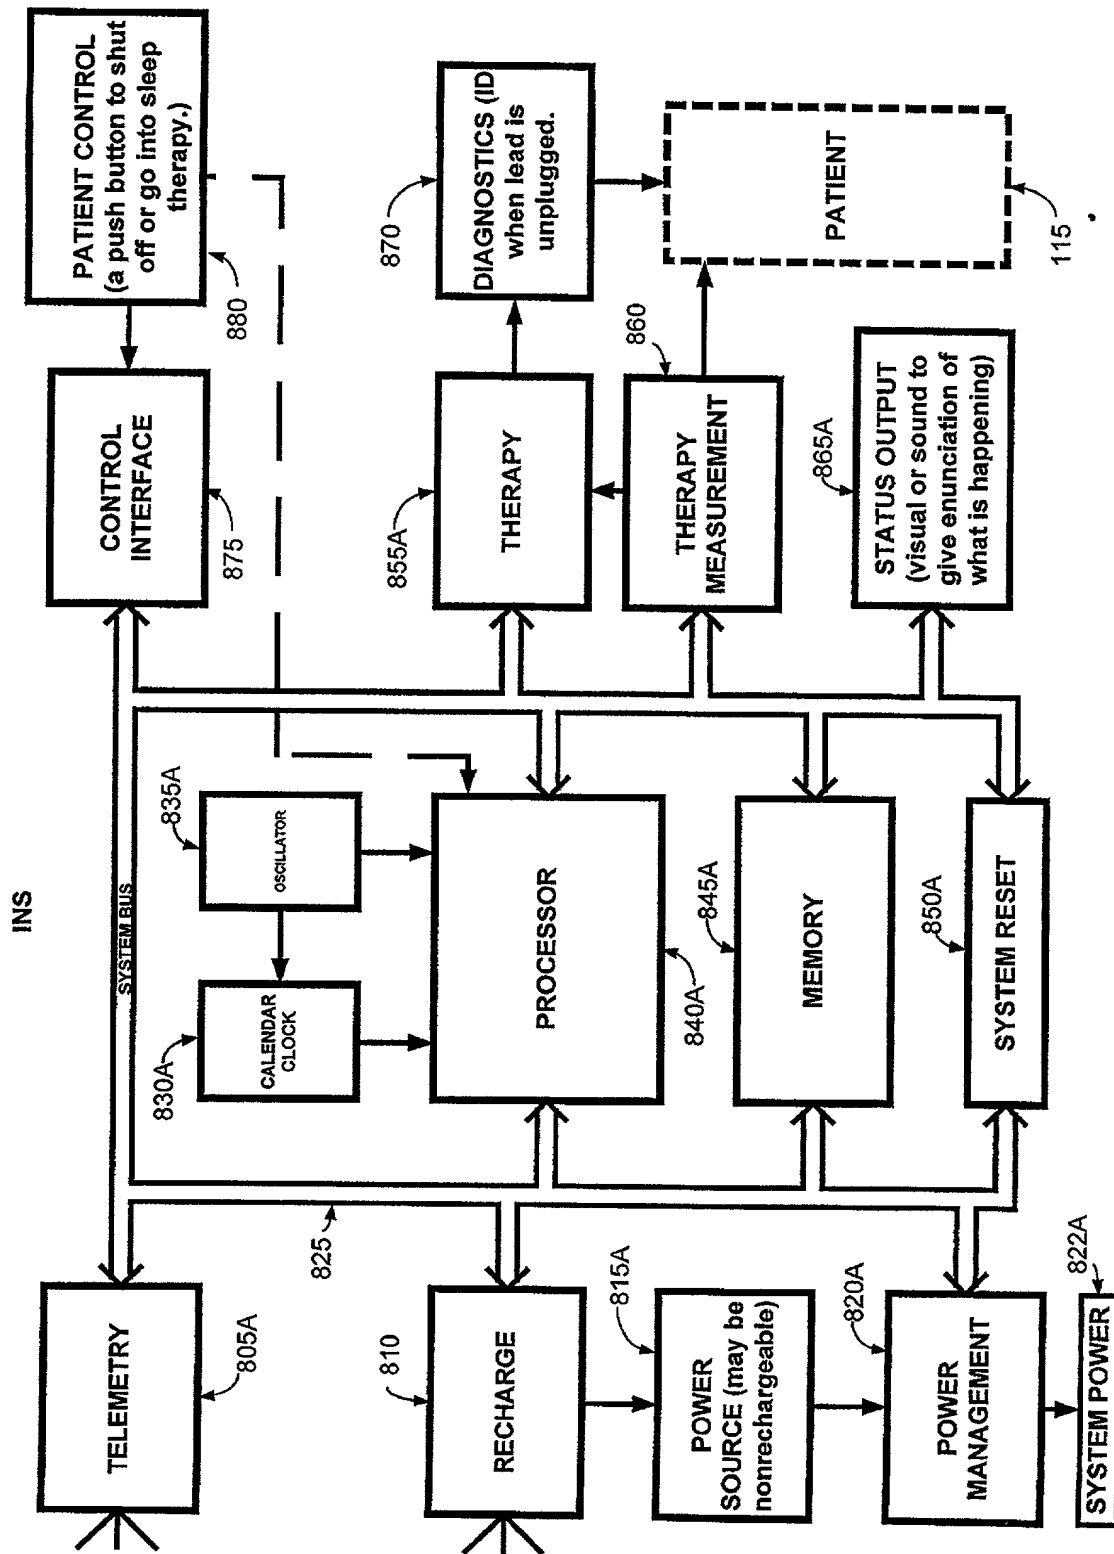 INS
TELEMETRY
805A
SYSTEM BUS
CONTROL
INTERFACE
875
PATIENT CONTROL
(a push button to shut
off or go into sleep
therapy.)
880
825
830A
CALENDAR
CLOCK
835A
OSCILLATOR
810
RECHARGE
PROCESSOR
840A
855A
THERAPY
870
DIAGNOSTICS (ID
when lead is
unplugged.
815A
POWER
SOURCE (may be
nonrechargeable)
845A
MEMORY
860
THERAPY
MEASUREMENT
PATIENT
115
820A
POWER
MANAGEMENT
850A
SYSTEM RESET
865A
STATUS OUTPUT
(visual or sound to
give enunciation of
what is happening)
822A
SYSTEM POWER